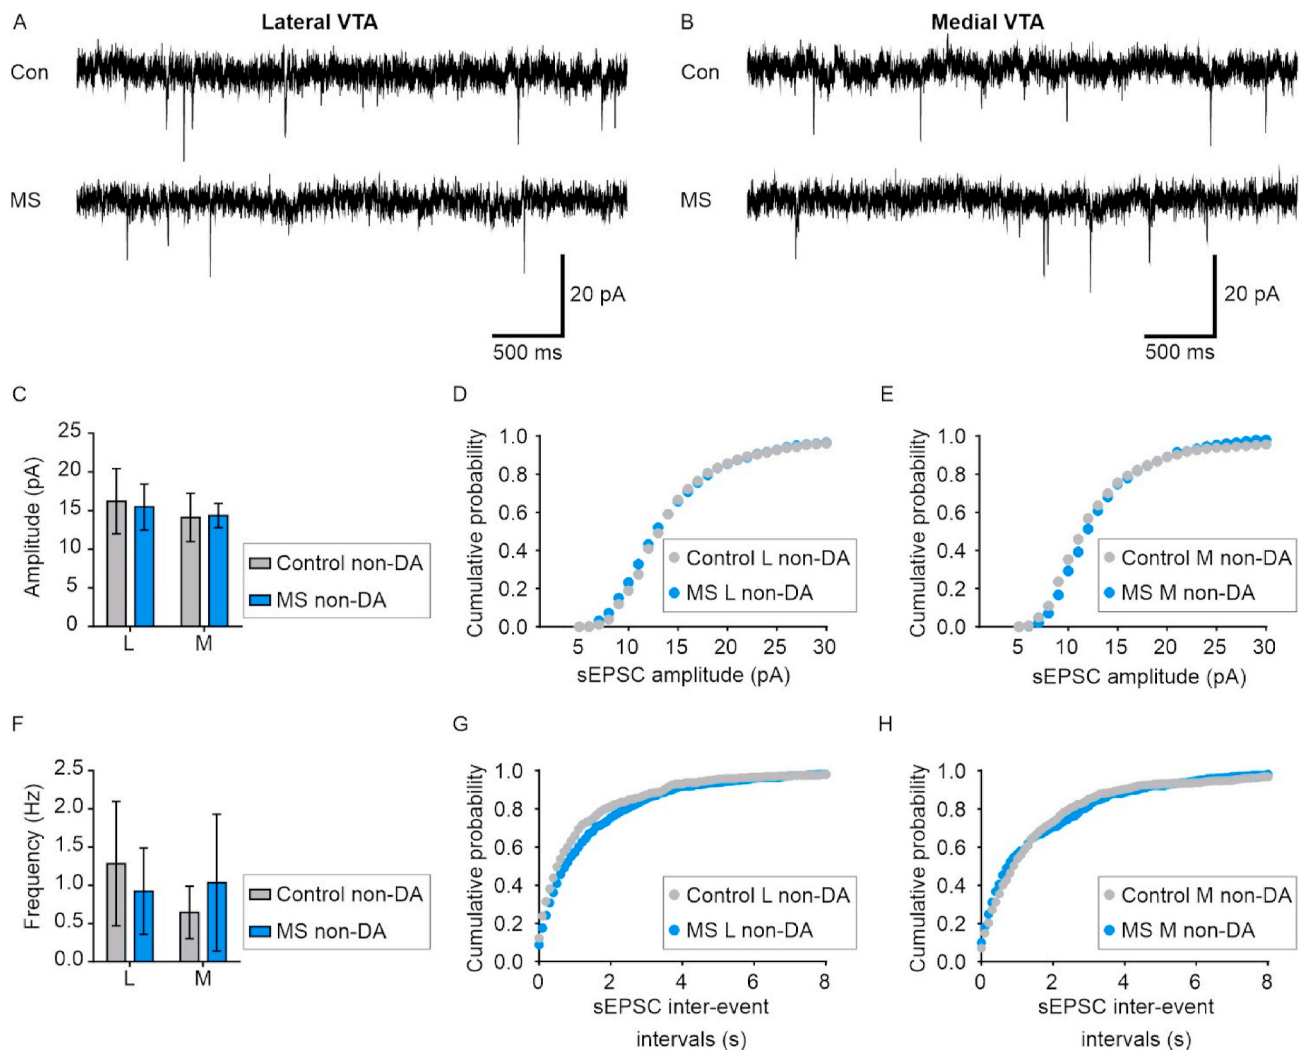 A
Lateral VTA
B
Medial VTA
Con
Con
MS
MS
20 pA
500 ms
20 pA
500 ms
C
Amplitude (pA)
25
20
15
10
5
0
L
M
Control non-DA
MS non-DA
D
Cumulative probability
1.0
0.8
0.6
0.4
0.2
0.0
5 10 15 20 25 30
sEPSC amplitude (pA)
Control L non-DA
MS L non-DA
E
Cumulative probability
1.0
0.8
0.6
0.4
0.2
0.0
5 10 15 20 25 30
sEPSC amplitude (pA)
Control M non-DA
MS M non-DA
F
Frequency (Hz)
2.5
2.0
1.5
1.0
0.5
0.0
L
M
Control non-DA
MS non-DA
G
Cumulative probability
1.0
0.8
0.6
0.4
0.2
0.0
0 2 4 6 8
sEPSC inter-event
intervals (s)
Control L non-DA
MS L non-DA
H
Cumulative probability
1.0
0.8
0.6
0.4
0.2
0.0
0 2 4 6 8
sEPSC inter-event
intervals (s)
Control M non-DA
MS M non-DA